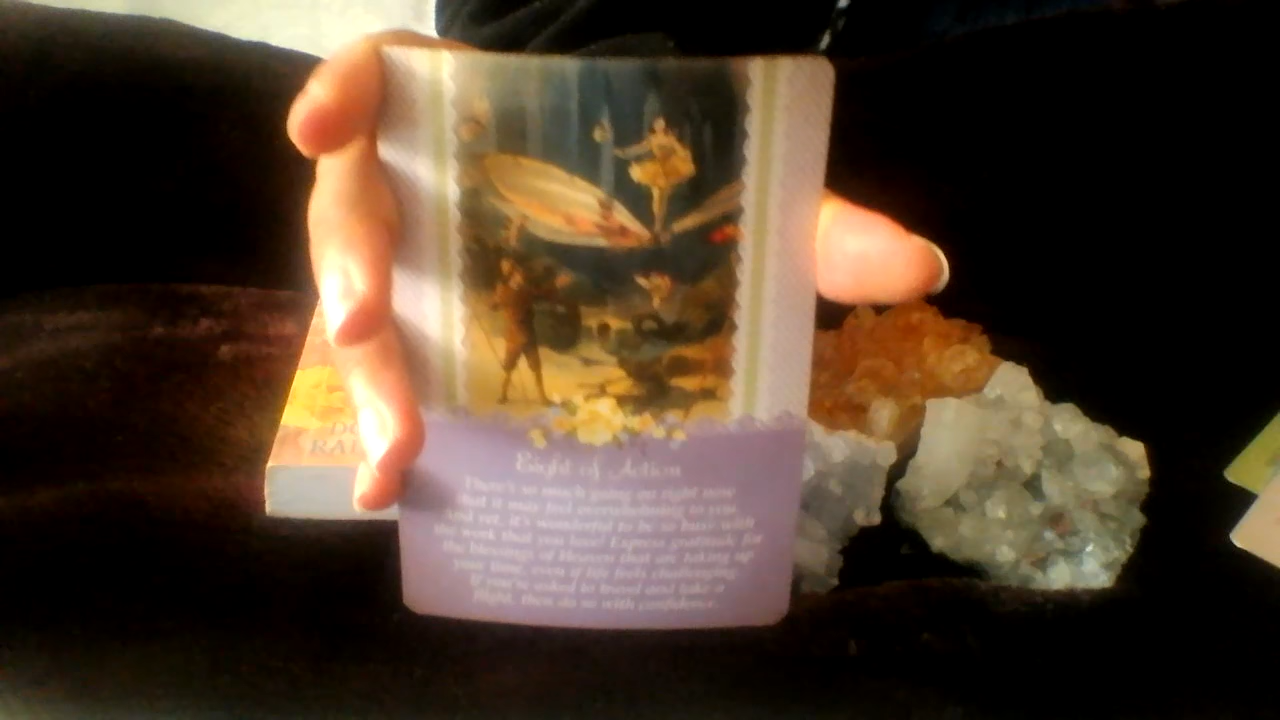 DO
RA
Eight of Action
There's so much going on right now
that it may feel overwhelming to you.
And yet, it's wonderful to be so busy with
the work that you love! Express gratitude for
the blessings of Heaven that are taking up
your time, even if life feels challenging.
If you're asked to travel and take a
flight, then do so with confidence.